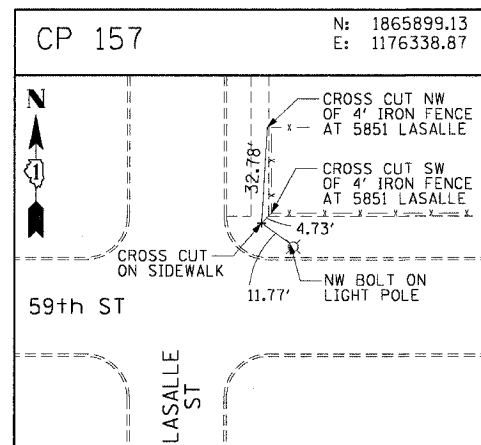 CP 157
N: 1865899.13
E: 1176338.87
N
1
CROSS CUT NW
OF 4' IRON FENCE
AT 5851 LASALLE
32.78'
CROSS CUT SW
OF 4' IRON FENCE
AT 5851 LASALLE
4.73'
CROSS CUT
ON SIDEWALK
11.77'
NW BOLT ON
LIGHT POLE
59th ST
LASALLE
ST